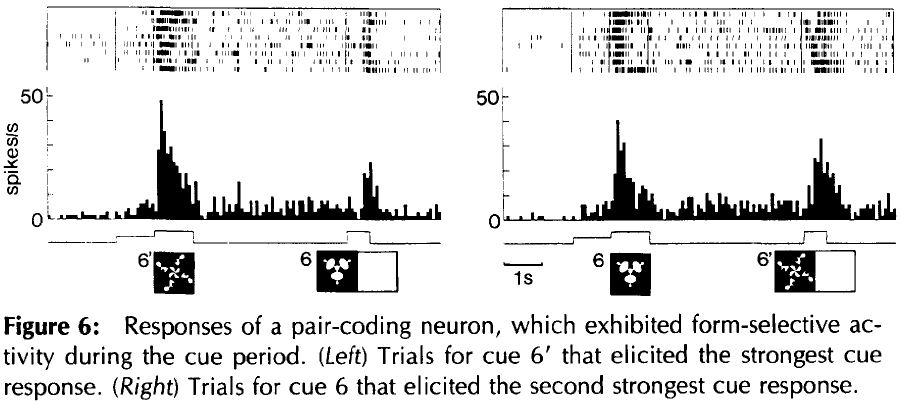 50
50
spikes/s
0
0
6'
6
6
6'
1s
Figure 6: Responses of a pair-coding neuron, which exhibited form-selective ac-
tivity during the cue period. (Left) Trials for cue 6' that elicited the strongest cue
response. (Right) Trials for cue 6 that elicited the second strongest cue response.